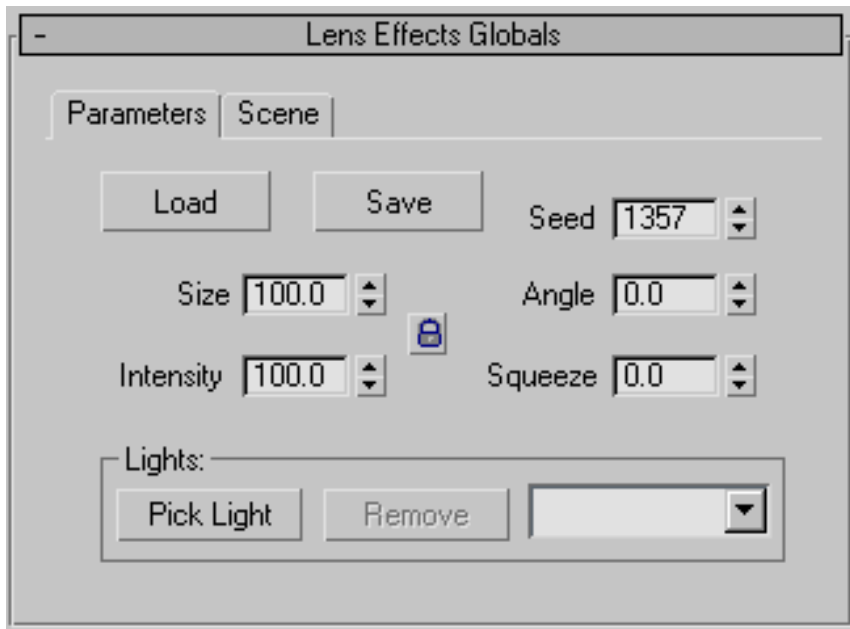 - Lens Effects Globals
Parameters Scene
Load Save
Seed 1357
Size 100.0 Angle 0.0
Intensity 100.0 Squeeze 0.0
Lights:
Pick Light Remove